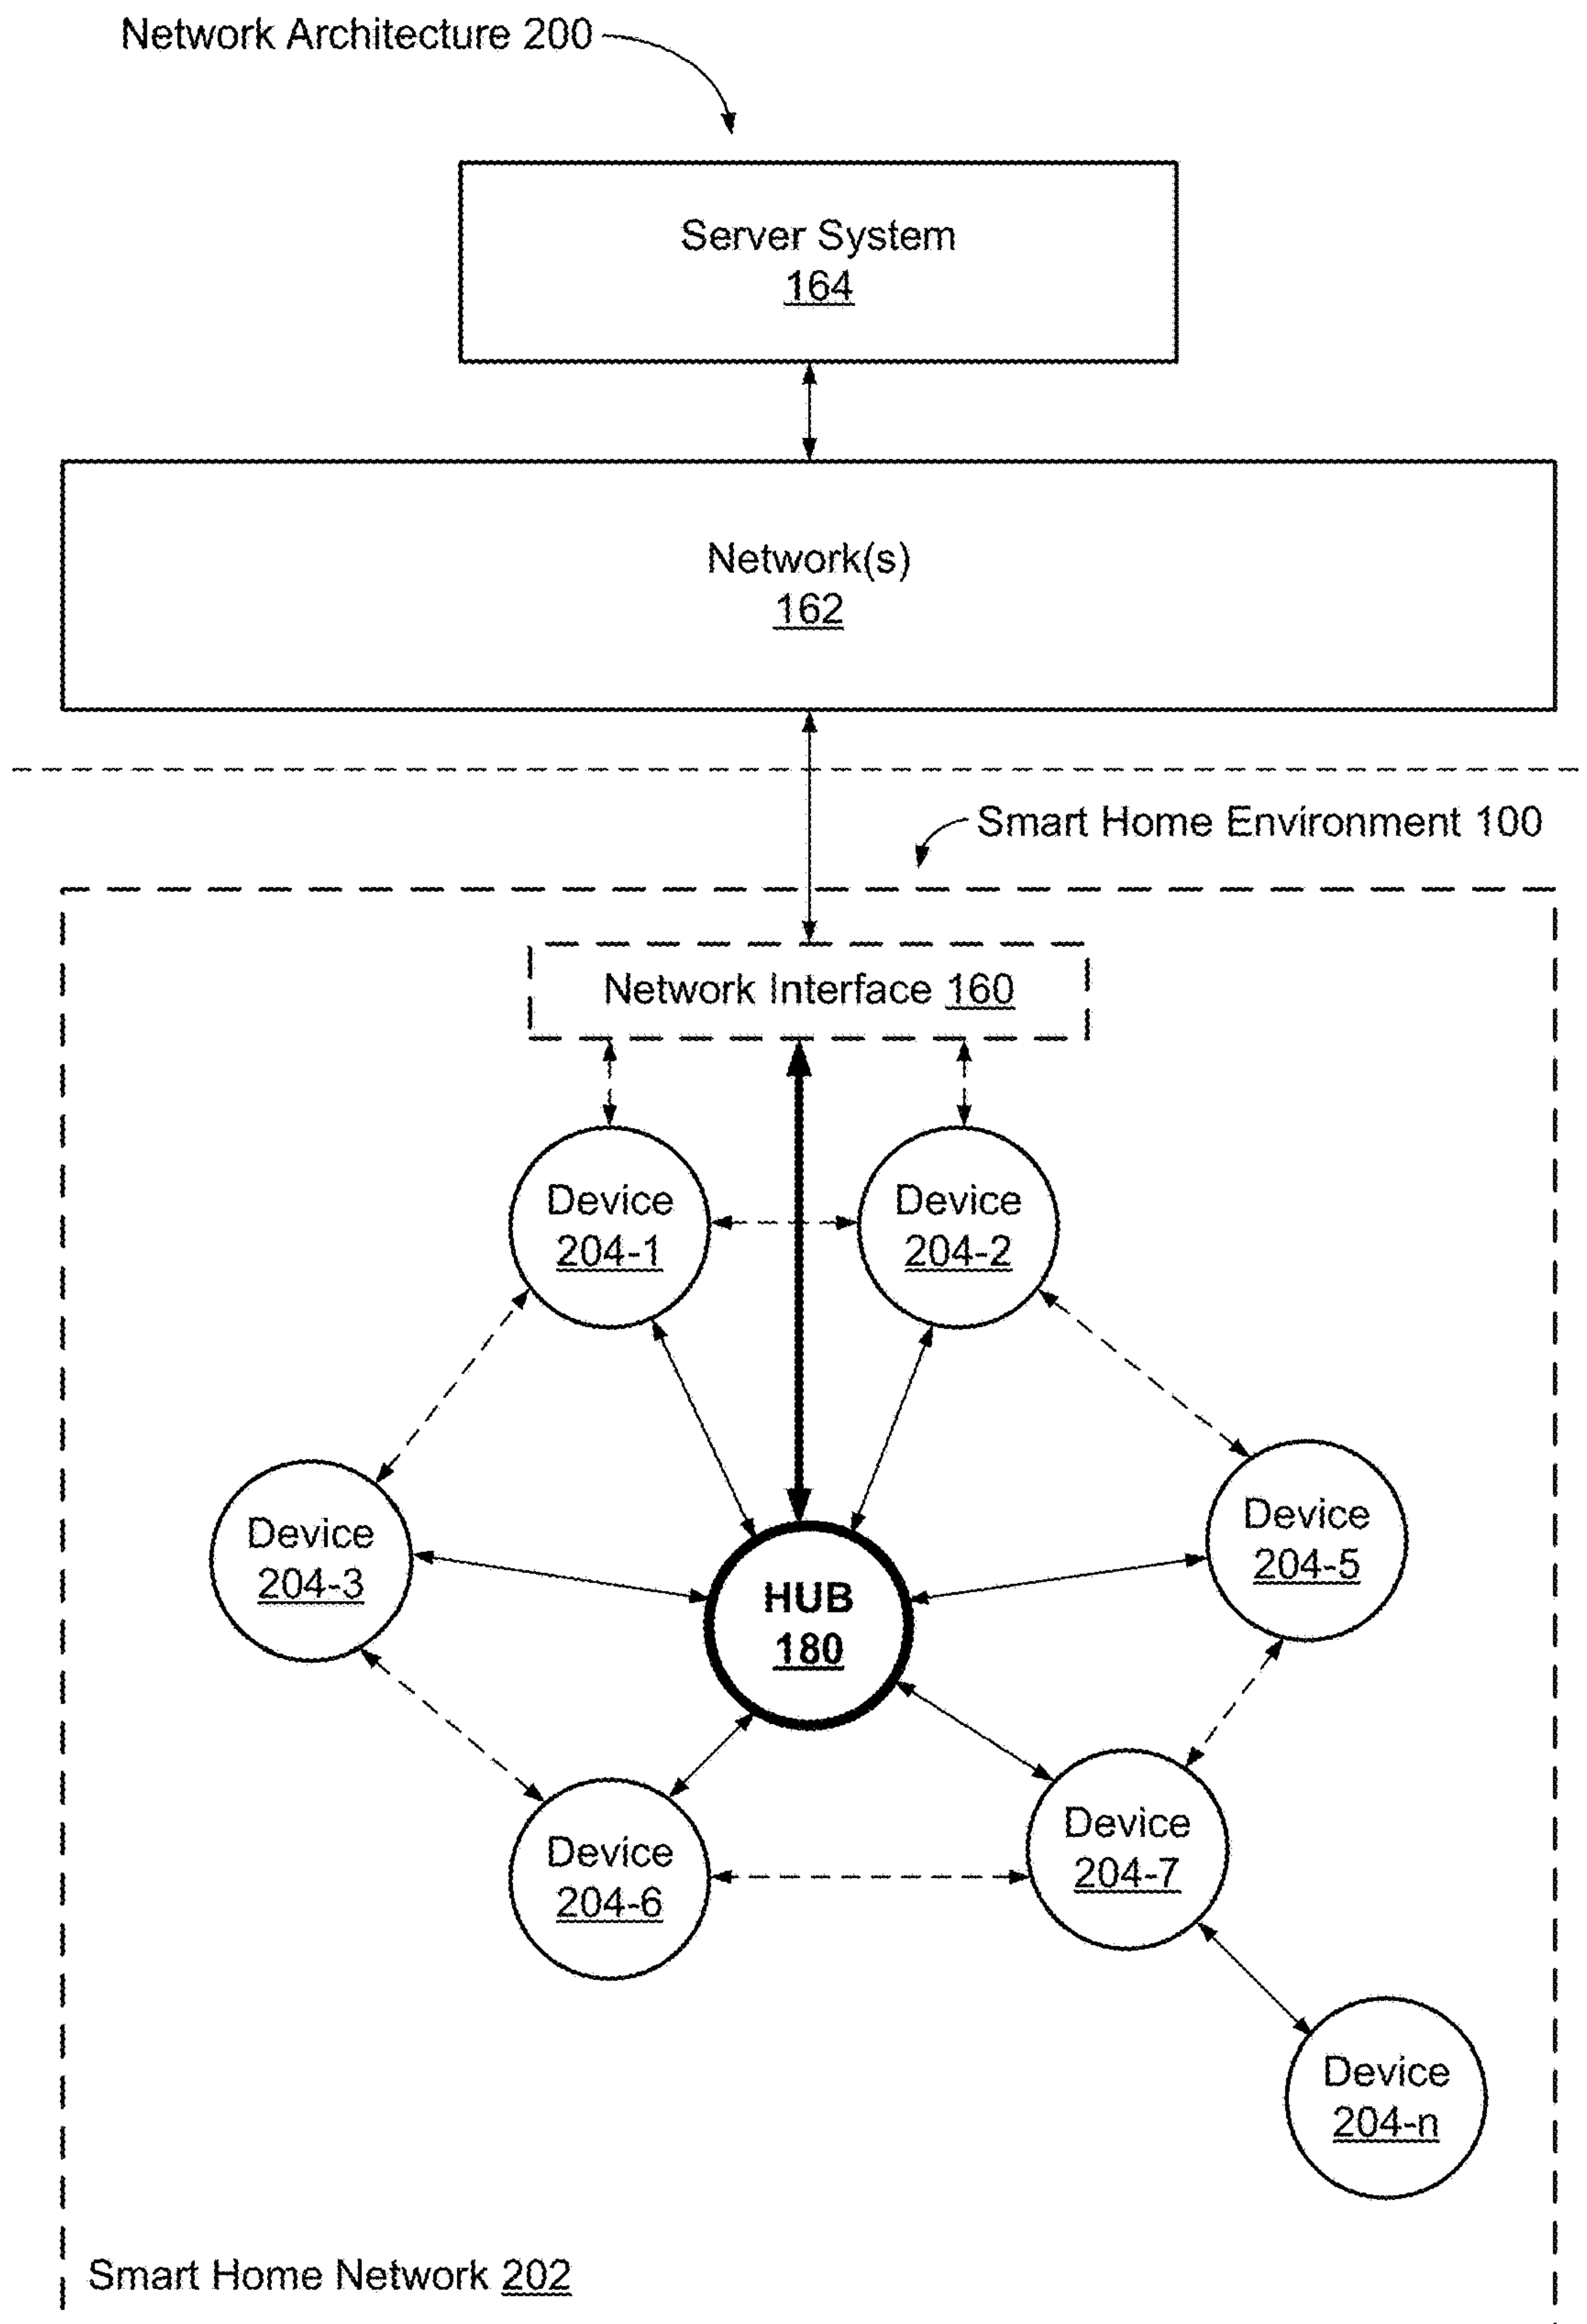 Network Architecture 200
Server System
164
Network(s)
162
Smart Home Environment 100
Network Interface 160
Device
204-1
Device
204-2
Device
204-3
Device
204-5
HUB
180
Device
204-6
Device
204-7
Device
204-n
Smart Home Network 202